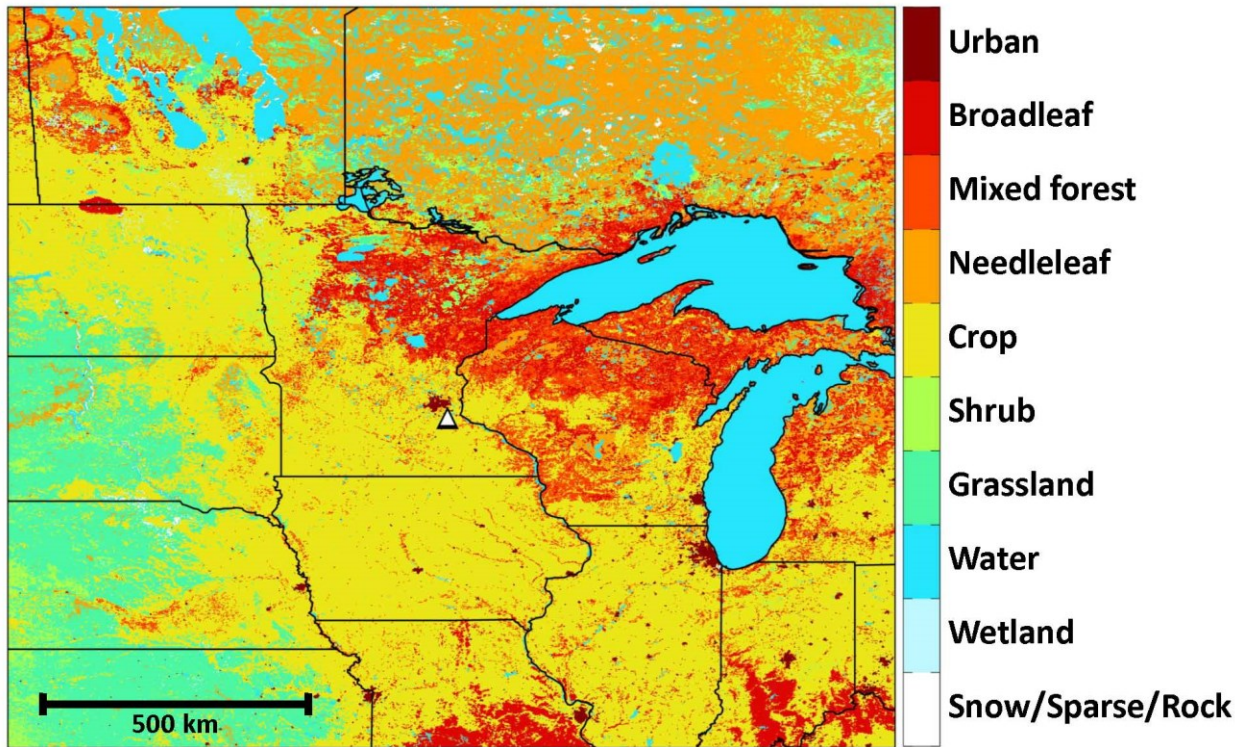 Urban
Broadleaf
Mixed forest
Needleleaf
Crop
Shrub
Grassland
Water
Wetland
Snow/Sparse/Rock
500 km